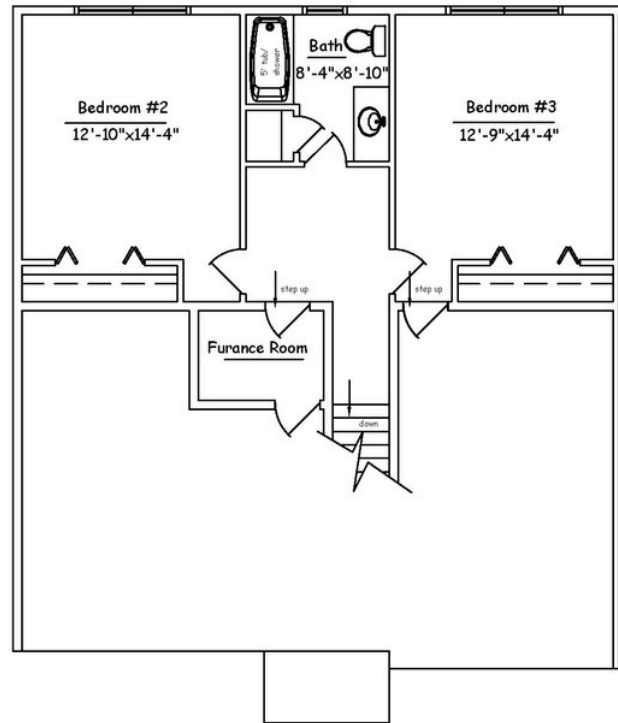 5' tub/
shower
Bath
8'-4"x8'-10"
Bedroom #2
12'-10"x14'-4"
Bedroom #3
12'-9"x14'-4"
step up
step up
Furance Room
down